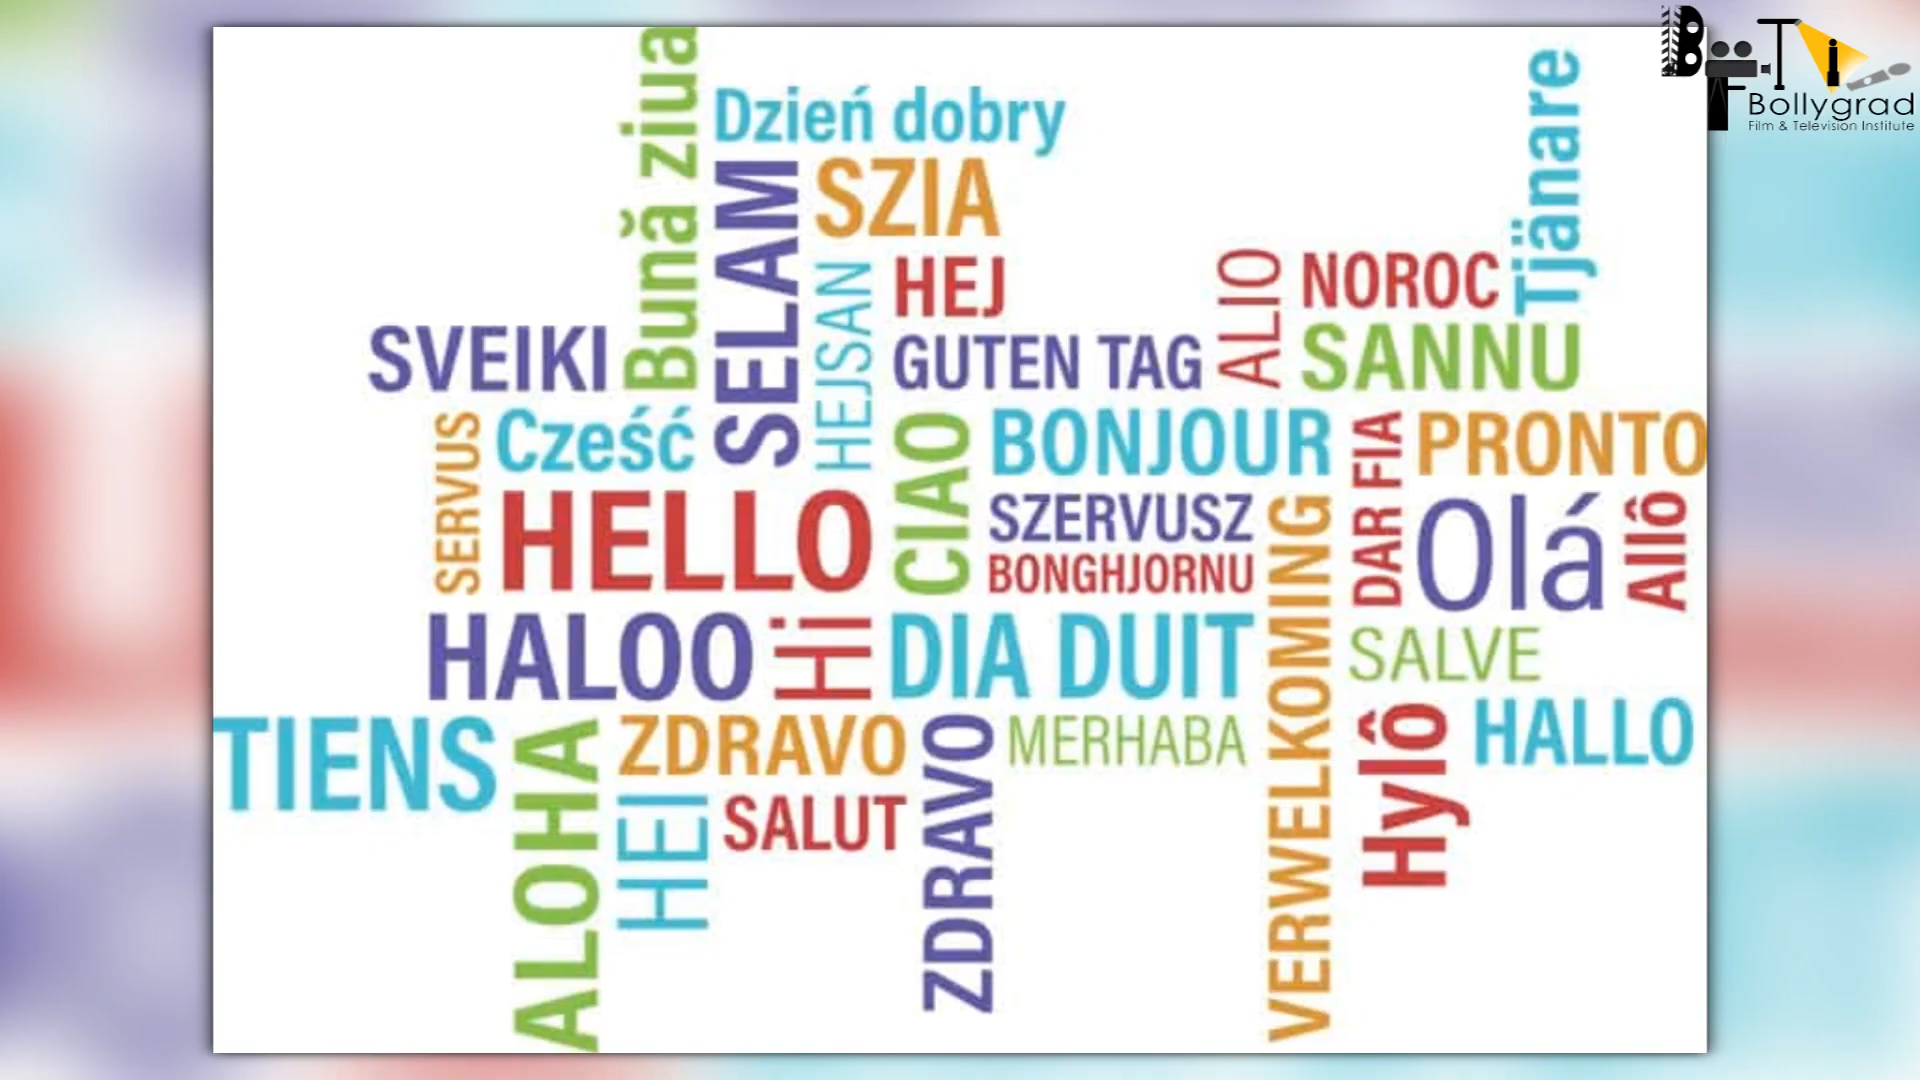 Bună ziua
Dzień dobry
Tjänare
SELAM
SZIA
HEJSAN
HEJ
ALIO
NOROC
SVEIKI
GUTEN TAG
SANNU
SERVUS
Cześć
CIAO
BONJOUR
DAR FIA
PRONTO
HELLO
SZERVUSZ
VERWELKOMING
Olá
Allô
BONGHJORNU
HALOO
Hi
DIA DUIT
SALVE
TIENS
ALOHA
ZDRAVO
ZDRAVO
MERHABA
Hylô
HALLO
HEI
SALUT
BFTI
Bollygrad
Film & Television Institute